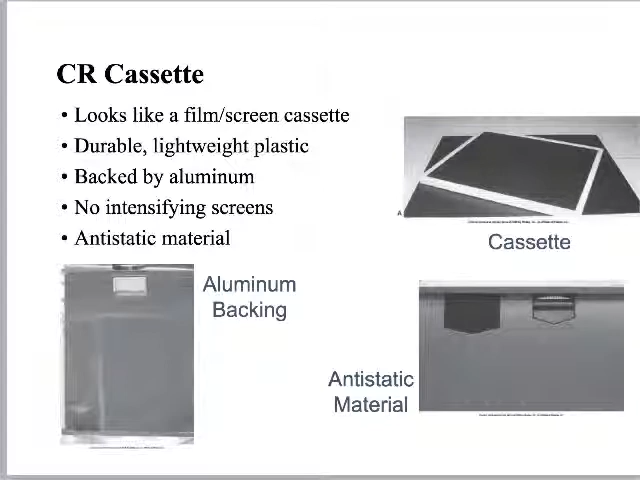 CR Cassette
• Looks like a film/screen cassette
• Durable, lightweight plastic
• Backed by aluminum
• No intensifying screens
• Antistatic material
A
Cassette
Aluminum
Backing
Antistatic
Material